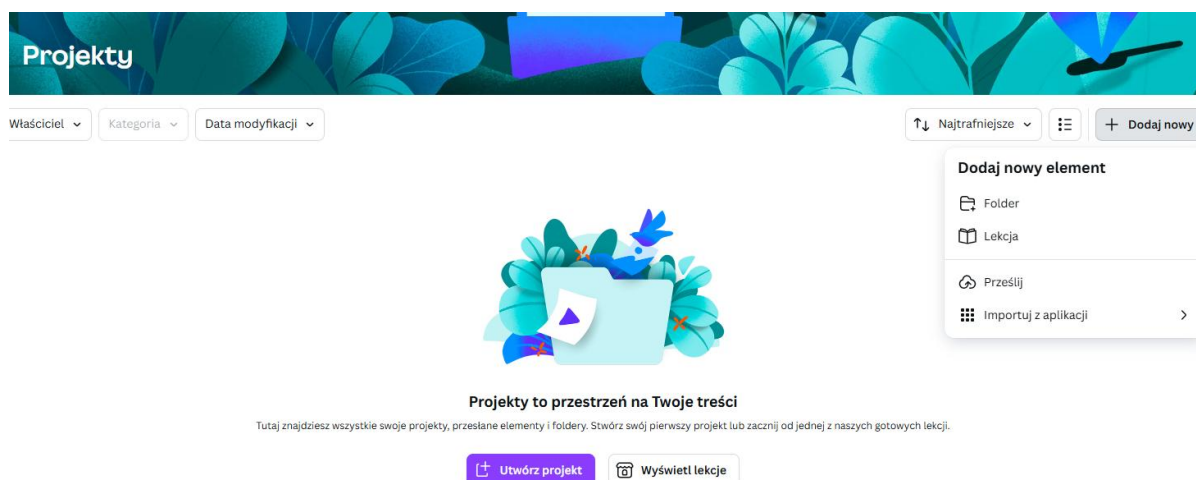 Projekty
Właściciel
Kategoria
Data modyfikacji
Najtrafniejsze
Dodaj nowy
Dodaj nowy element
Folder
Lekcja
Prześlij
Importuj z aplikacji
Projekty to przestrzeń na Twoje treści
Tutaj znajdziesz wszystkie swoje projekty, przesłane elementy i foldery. Stwórz swój pierwszy projekt lub zacznij od jednej z naszych gotowych lekcji.
Utwórz projekt
Wyświetl lekcje